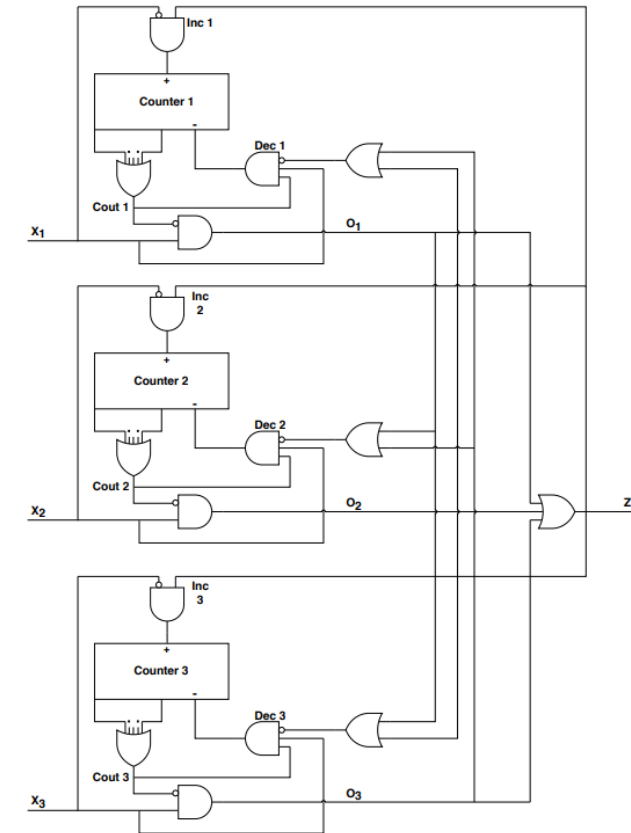 Inc 1
+
Counter 1
-
Dec 1
Cout 1
X1
O1
Inc
2
+
Counter 2
-
Dec 2
Cout 2
X2
O2
Z
Inc
3
+
Counter 3
-
Dec 3
Cout 3
X3
O3